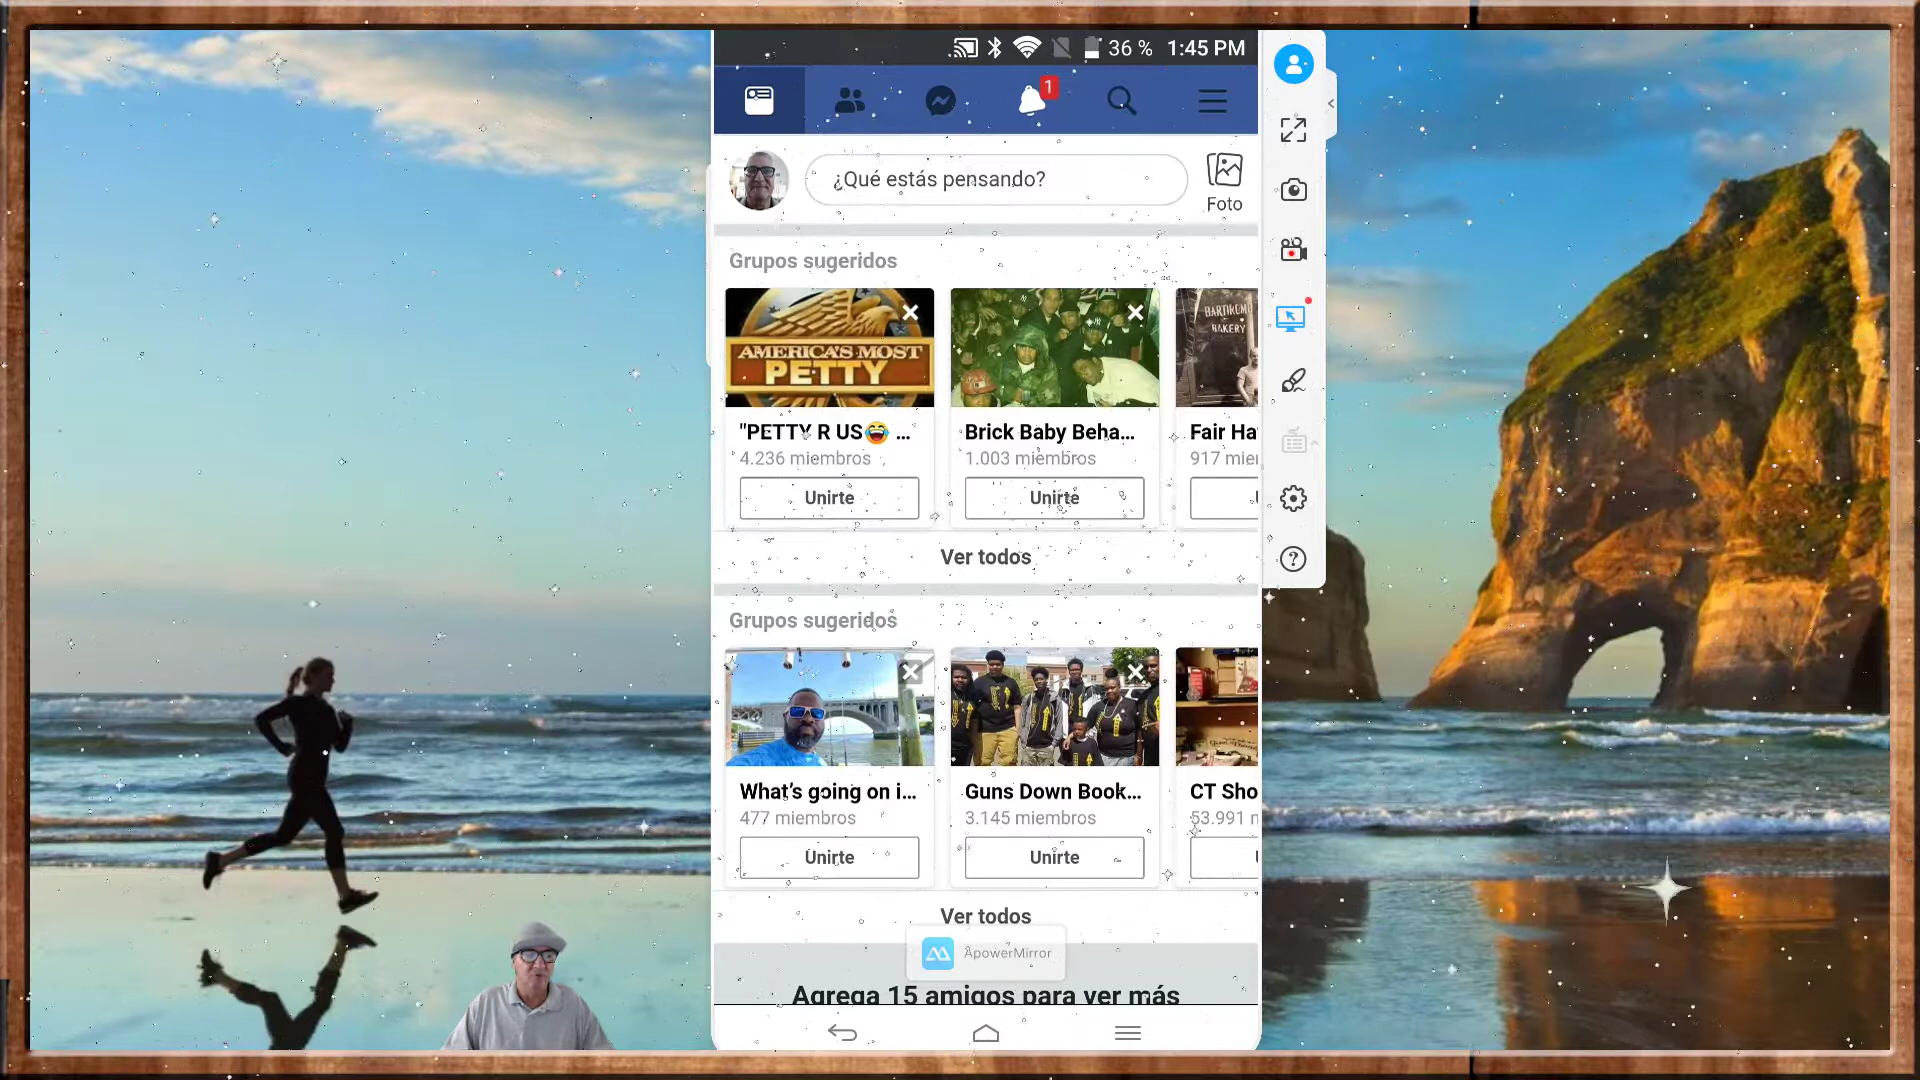 36 % 1:45 PM
1
¿Qué estás pensando?
Foto
Grupos sugeridos
AMERICA'S MOST
PETTY
BARTIROMO
BAKERY
"PETTY R US😂 ...
Brick Baby Beha...
Fair Ha
4.236 miembros
1.003 miembros
917 mier
Unirte
Unirte
Ver todos
Grupos sugeridos
What's going on i...
Guns Down Book...
CT Sho
477 miembros
3.145 miembros
53.991 n
Unirte
Unirte
Ver todos
ApowerMirror
Agrega 15 amigos para ver más